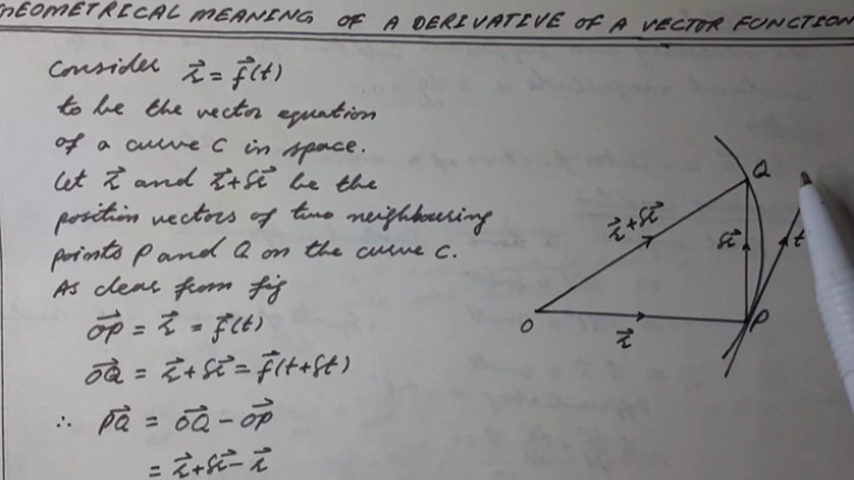 GEOMETRICAL MEANING OF A DERIVATIVE OF A VECTOR FUNCTION
Consider r⃗ = f⃗(t)
to be the vector equation
of a curve C in space.
Let r⃗ and r⃗+δr⃗ be the
position vectors of two neighbouring
points P and Q on the curve C.
As clear from fig
OP⃗ = r⃗ = f⃗(t)
OQ⃗ = r⃗+δr⃗ = f⃗(t+δt)
∴ PQ⃗ = OQ⃗ - OP⃗
= r⃗+δr⃗-r⃗
Q
r⃗+δr⃗
δr⃗
t
O
P
r⃗